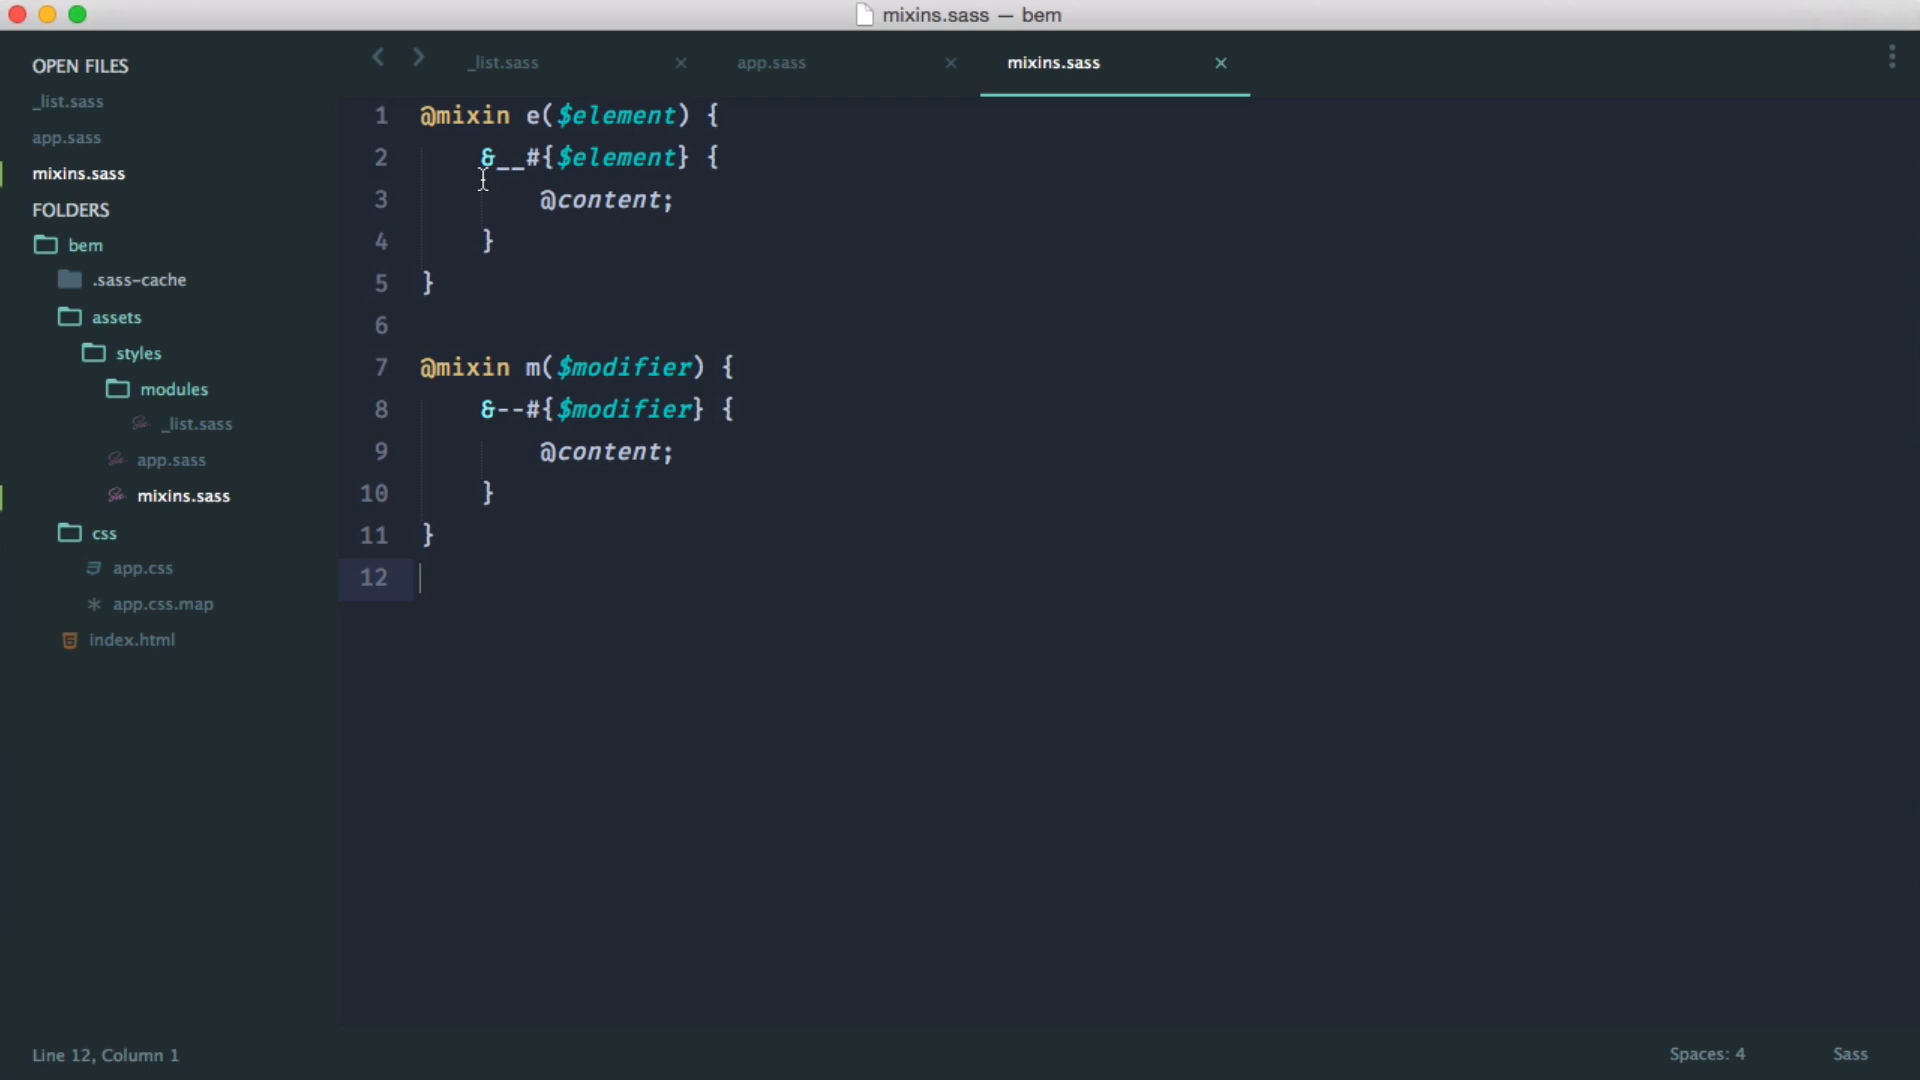 mixins.sass — bem
OPEN FILES
_list.sass
app.sass
mixins.sass
FOLDERS
bem
.sass-cache
assets
styles
modules
_list.sass
app.sass
mixins.sass
css
app.css
app.css.map
index.html
_list.sass
app.sass
mixins.sass
1 @mixin e($element) {
2 &__#{$element} {
3 @content;
4 }
5 }
6
7 @mixin m($modifier) {
8 &--#{$modifier} {
9 @content;
10 }
11 }
12
Line 12, Column 1
Spaces: 4
Sass